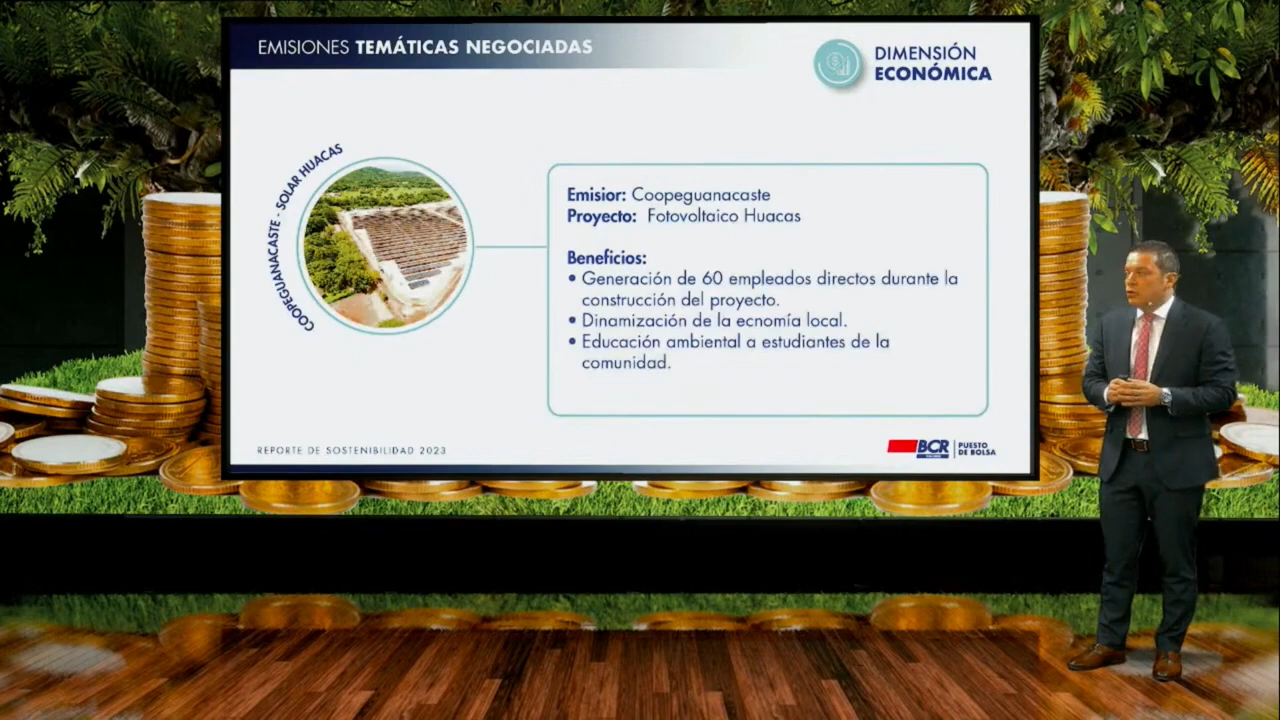 EMISIONES TEMÁTICAS NEGOCIADAS
DIMENSIÓN
ECONÓMICA
COOPEGUANACASTE - SOLAR HUACAS
Emisior: Coopeguanacaste
Proyecto: Fotovoltaico Huacas
Beneficios:
• Generación de 60 empleados directos durante la
construcción del proyecto.
• Dinamización de la ecnomía local.
• Educación ambiental a estudiantes de la
comunidad.
REPORTE DE SOSTENIBILIDAD 2023
BCR
PUESTO
DE BOLSA